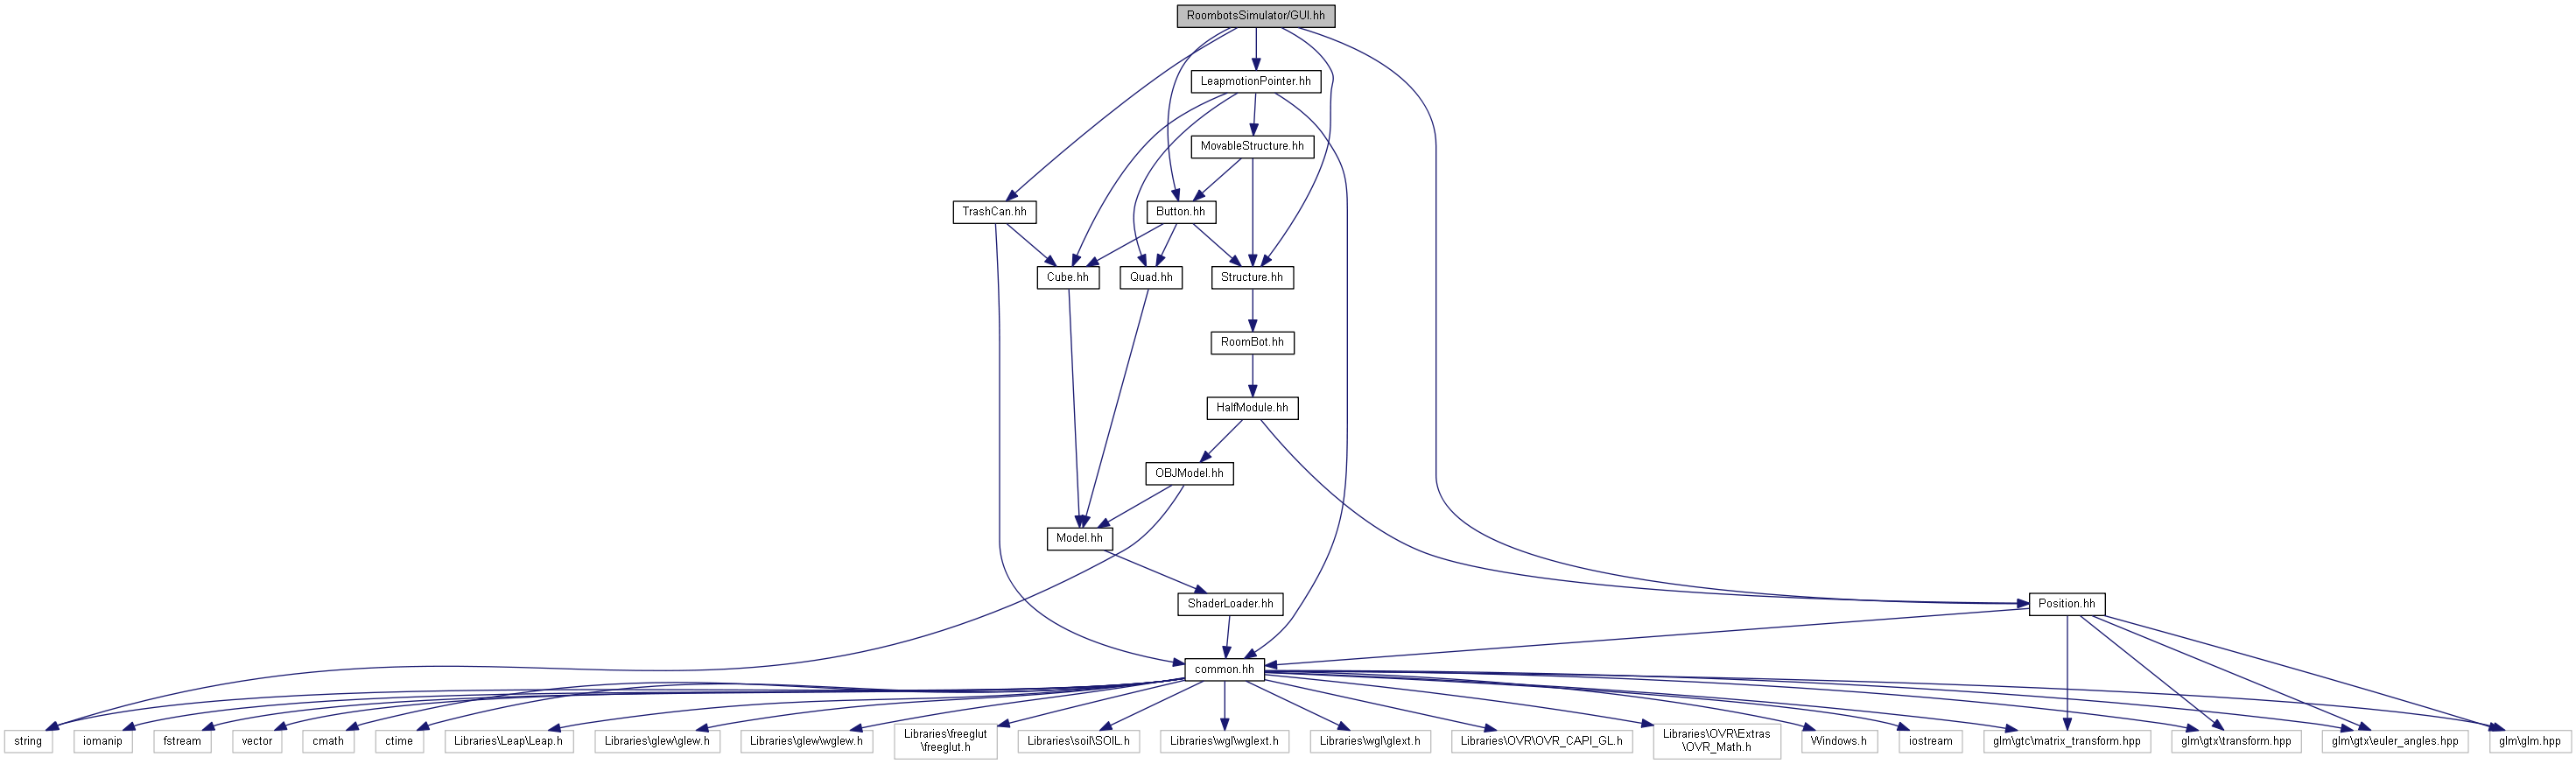 RoombotsSimulator/GUI.hh
LeapmotionPointer.hh
MovableStructure.hh
TrashCan.hh
Button.hh
Cube.hh
Quad.hh
Structure.hh
RoomBot.hh
HalfModule.hh
OBJModel.hh
Model.hh
ShaderLoader.hh
Position.hh
common.hh
string
iomanip
fstream
vector
cmath
ctime
Libraries\Leap\Leap.h
Libraries\glew\glew.h
Libraries\glew\wglew.h
Libraries\freeglut
\freeglut.h
Libraries\soil\SOIL.h
Libraries\wgl\wglext.h
Libraries\wgl\glext.h
Libraries\OVR\OVR_CAPI_GL.h
Libraries\OVR\Extras
\OVR_Math.h
Windows.h
iostream
glm\gtc\matrix_transform.hpp
glm\gtx\transform.hpp
glm\gtx\euler_angles.hpp
glm\glm.hpp